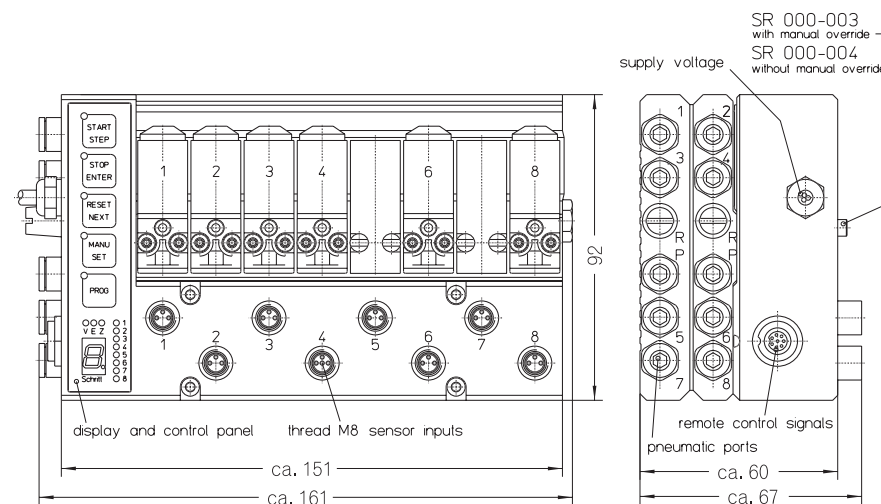 SR 000-003
with manual override
SR 000-004
without manual override
supply voltage
START
STEP
STOP
ENTER
RESET
NEXT
MANU
SET
PROG
V E Z
1
2
3
4
5
6
7
8
8.
Schritt
1 2 3 4 6 8
1 2 3 4 5 6 7 8
display and control panel
thread M8 sensor inputs
ca. 151
ca. 161
92
1 2
3 4
R R
P P
5 6
7 8
remote control signals
pneumatic ports
ca. 60
ca. 67